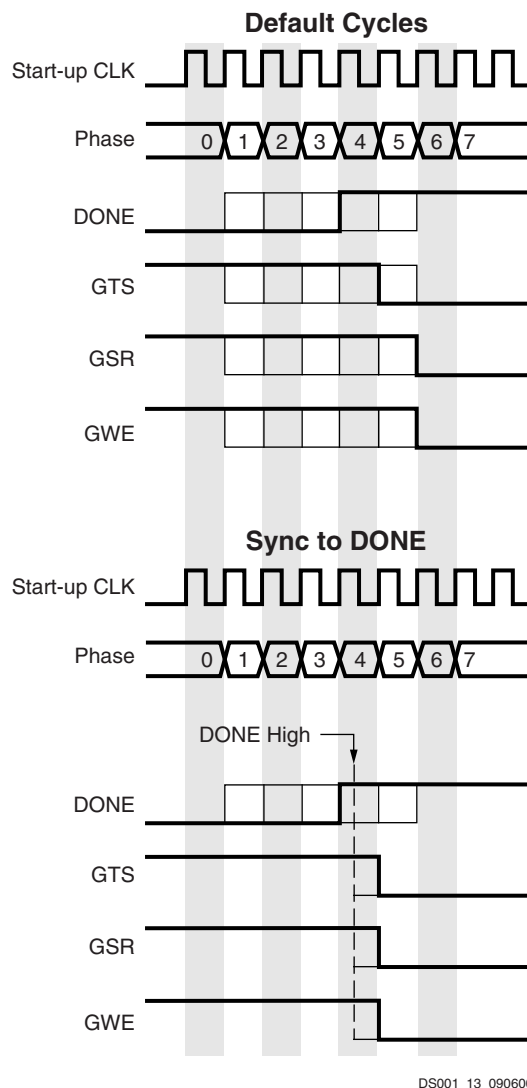 Default Cycles
Start-up CLK
Phase 0 1 2 3 4 5 6 7
DONE
GTS
GSR
GWE
Sync to DONE
Start-up CLK
Phase 0 1 2 3 4 5 6 7
DONE High
DONE
GTS
GSR
GWE
DS001_13_090600